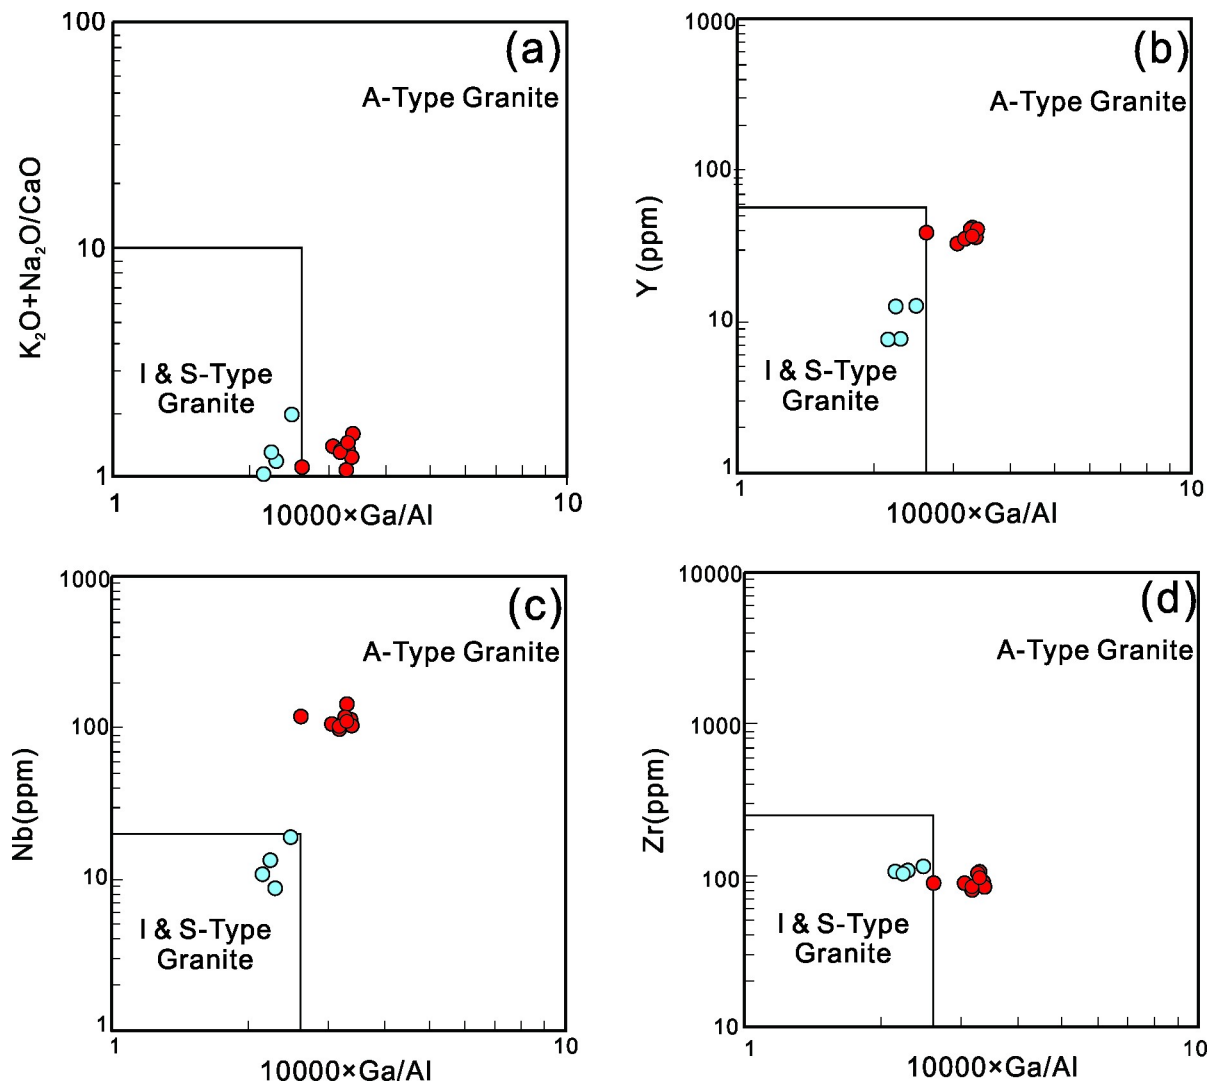 100
(a)
A-Type Granite
K₂O+Na₂O/CaO
10
I & S-Type
Granite
1
1
10
10000×Ga/Al
1000
(b)
A-Type Granite
100
Y (ppm)
10
I & S-Type
Granite
1
1
10
10000×Ga/Al
1000
(c)
A-Type Granite
100
Nb(ppm)
10
I & S-Type
Granite
1
1
10
10000×Ga/Al
10000
(d)
A-Type Granite
1000
Zr(ppm)
100
I & S-Type
Granite
10
1
10
10000×Ga/Al